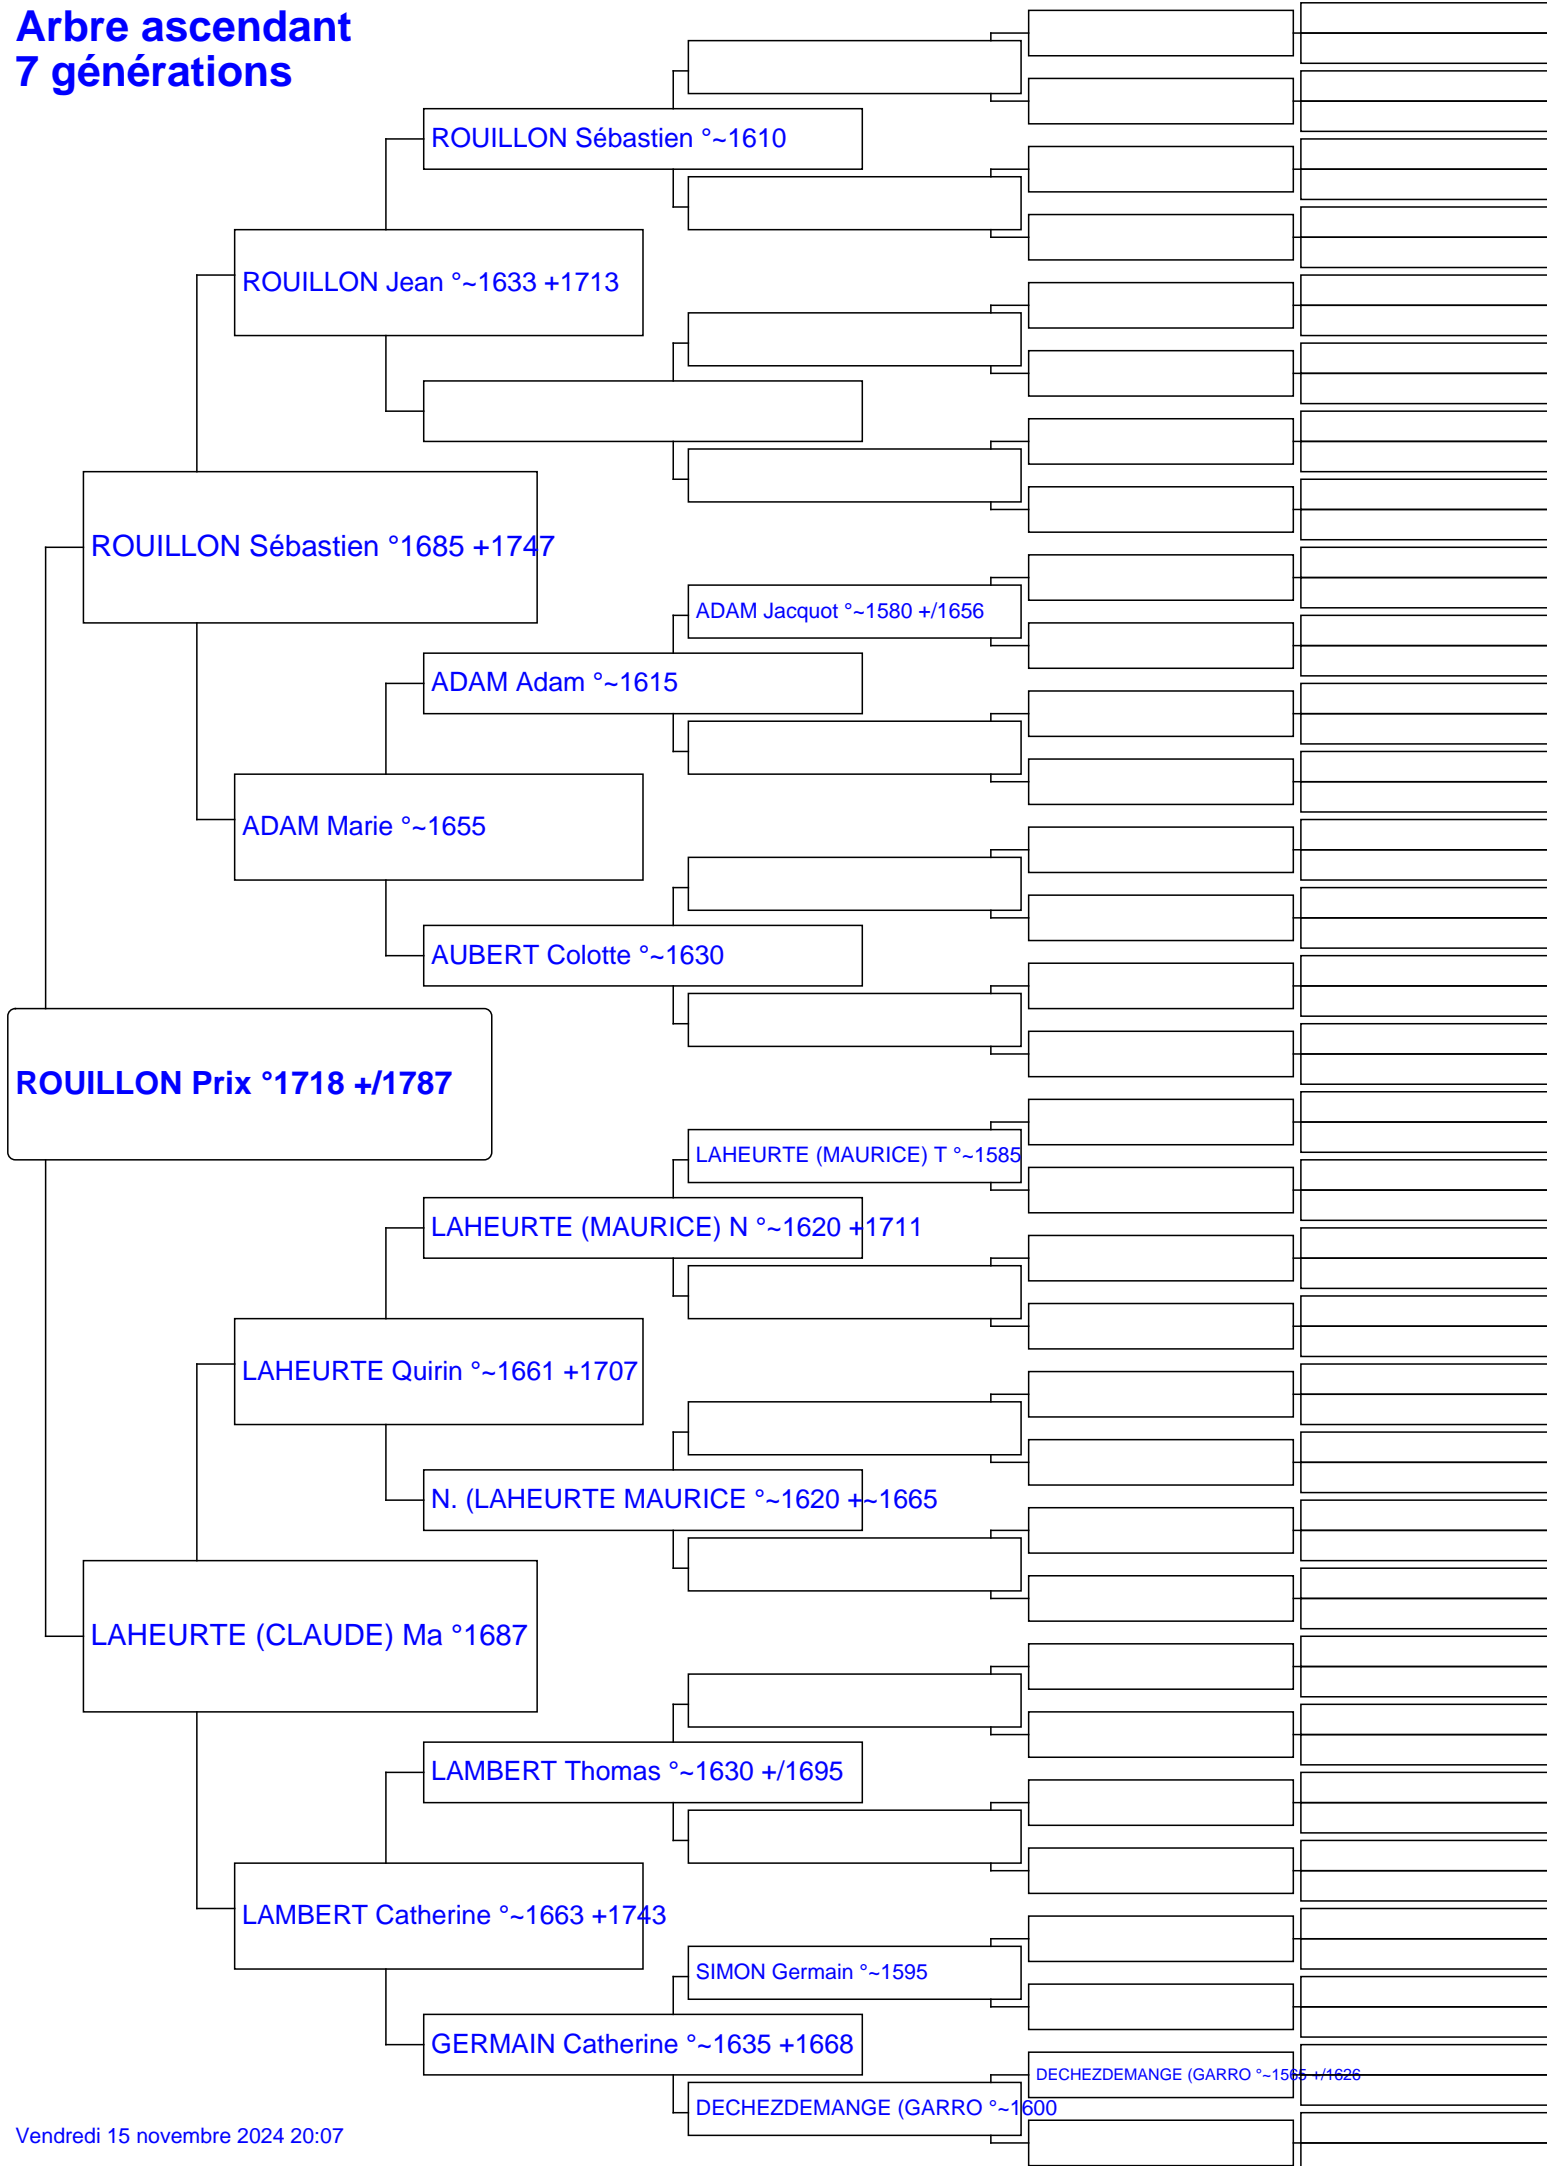 Arbre ascendant
7 générations
ROUILLON Sébastien °~1610
ROUILLON Jean °~1633 +1713
ROUILLON Sébastien °1685 +1747
ADAM Jacquot °~1580 +/1656
ADAM Adam °~1615
ADAM Marie °~1655
AUBERT Colotte °~1630
ROUILLON Prix °1718 +/1787
LAHEURTE (MAURICE) T °~1585
LAHEURTE (MAURICE) N °~1620 +1711
LAHEURTE Quirin °~1661 +1707
N. (LAHEURTE MAURICE °~1620 +~1665
LAHEURTE (CLAUDE) Ma °1687
LAMBERT Thomas °~1630 +/1695
LAMBERT Catherine °~1663 +1743
SIMON Germain °~1595
GERMAIN Catherine °~1635 +1668
DECHEZDEMANGE (GARRO °~1565 +/1626
DECHEZDEMANGE (GARRO °~1600
Vendredi 15 novembre 2024 20:07